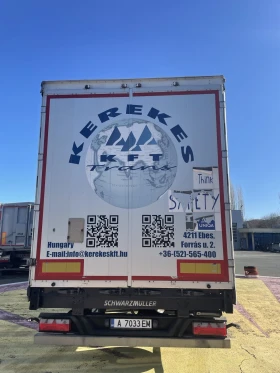 KEREKES
KFT
Trans
Think
SAFETY
Hungary
4211 Ebes,
Forrás u. 2.
E-mail:info@kerekeskft.hu
+36-(52)-565-400
SCHWARZMÜLLER
A 7033 EM